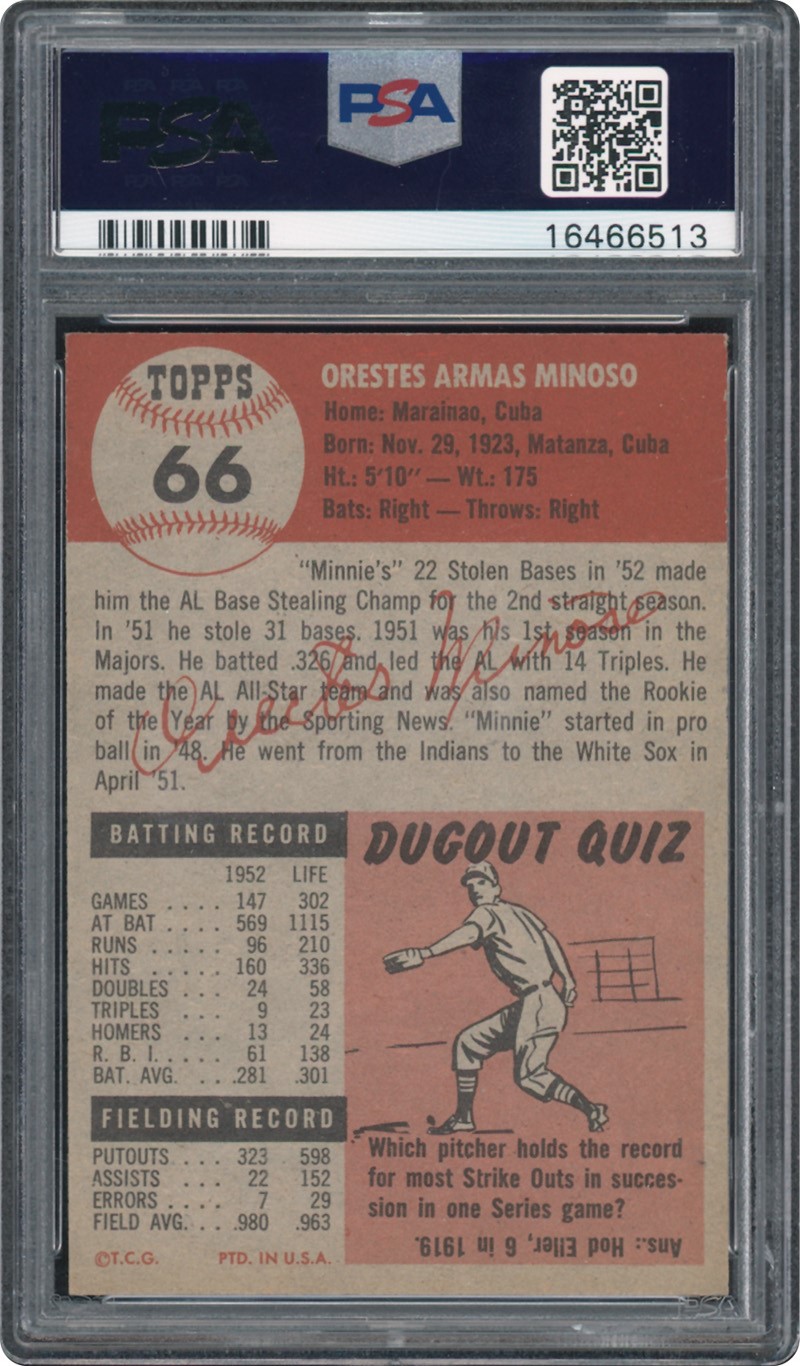 PSA
PSA
16466513
TOPPS
66
ORESTES ARMAS MINOSO
Home: Marainao, Cuba
Born: Nov. 29, 1923, Matanza, Cuba
Ht.: 5'10" — Wt.: 175
Bats: Right — Throws: Right
"Minnie's" 22 Stolen Bases in '52 made
him the AL Base Stealing Champ for the 2nd straight season.
In '51 he stole 31 bases. 1951 was his 1st season in the
Majors. He batted .326 and led the AL with 14 Triples. He
made the AL All-Star team and was also named the Rookie
of the Year by the Sporting News. "Minnie" started in pro
ball in '48. He went from the Indians to the White Sox in
April '51.
Orestes Minoso
BATTING RECORD
1952 LIFE
GAMES .... 147 302
AT BAT .... 569 1115
RUNS ..... 96 210
HITS ..... 160 336
DOUBLES ... 24 58
TRIPLES ... 9 23
HOMERS ... 13 24
R. B. I. .... 61 138
BAT. AVG. ... .281 .301
FIELDING RECORD
PUTOUTS .... 323 598
ASSISTS .... 22 152
ERRORS .... 7 29
FIELD AVG. ... .980 .963
©T.C.G. PTD. IN U.S.A.
DUGOUT QUIZ
Which pitcher holds the record
for most Strike Outs in succes-
sion in one Series game?
Ans.: Hod Eller, 6 in 1919.
PSA